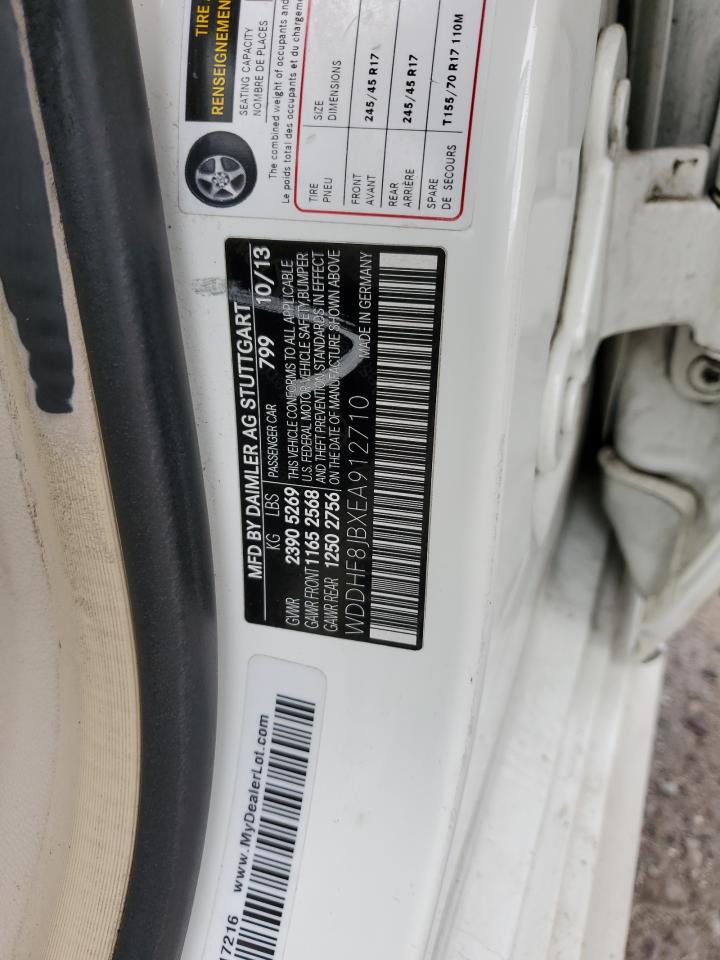 TIRE
RENSEIGNEMENT
SEATING CAPACITY
NOMBRE DE PLACES
The combined weight of occupants and
Le poids total des occupants et du chargement
TIRE SIZE
PNEU DIMENSIONS
FRONT 245/45 R17
AVANT
REAR 245/45 R17
ARRIÈRE
SPARE T155/70 R17 110M
DE SECOURS
MFD BY DAIMLER AG STUTTGART
KG LBS PASSENGER CAR 799 10/13
GVWR 2390 5269 THIS VEHICLE CONFORMS TO ALL APPLICABLE
GAWR FRONT 1165 2568 U.S. FEDERAL MOTOR VEHICLE SAFETY, BUMPER
GAWR REAR 1250 2756 AND THEFT PREVENTION STANDARDS IN EFFECT
ON THE DATE OF MANUFACTURE SHOWN ABOVE
WDDHF8JBXEA912710 MADE IN GERMANY
www.MyDealerLot.com
17216